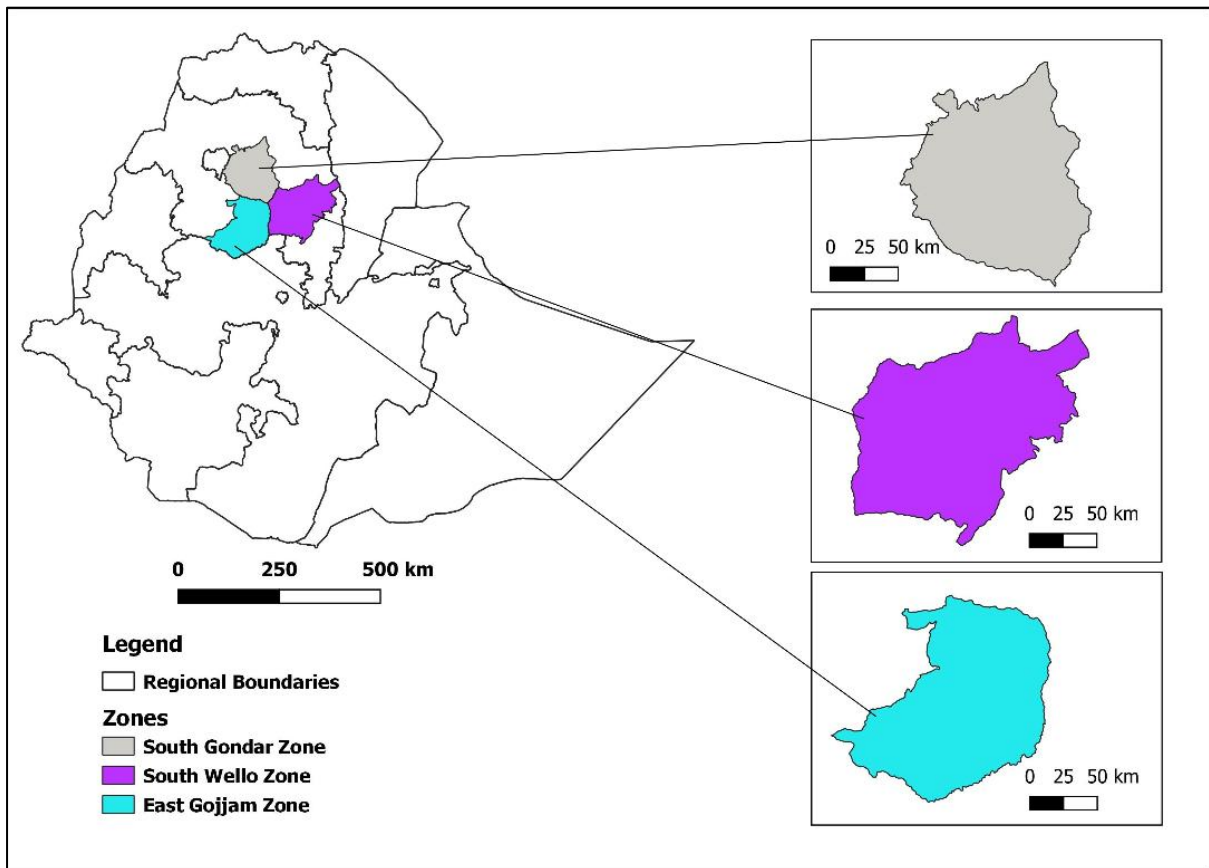 0 250 500 km
Legend
Regional Boundaries
Zones
South Gondar Zone
South Wello Zone
East Gojjam Zone
0 25 50 km
0 25 50 km
0 25 50 km